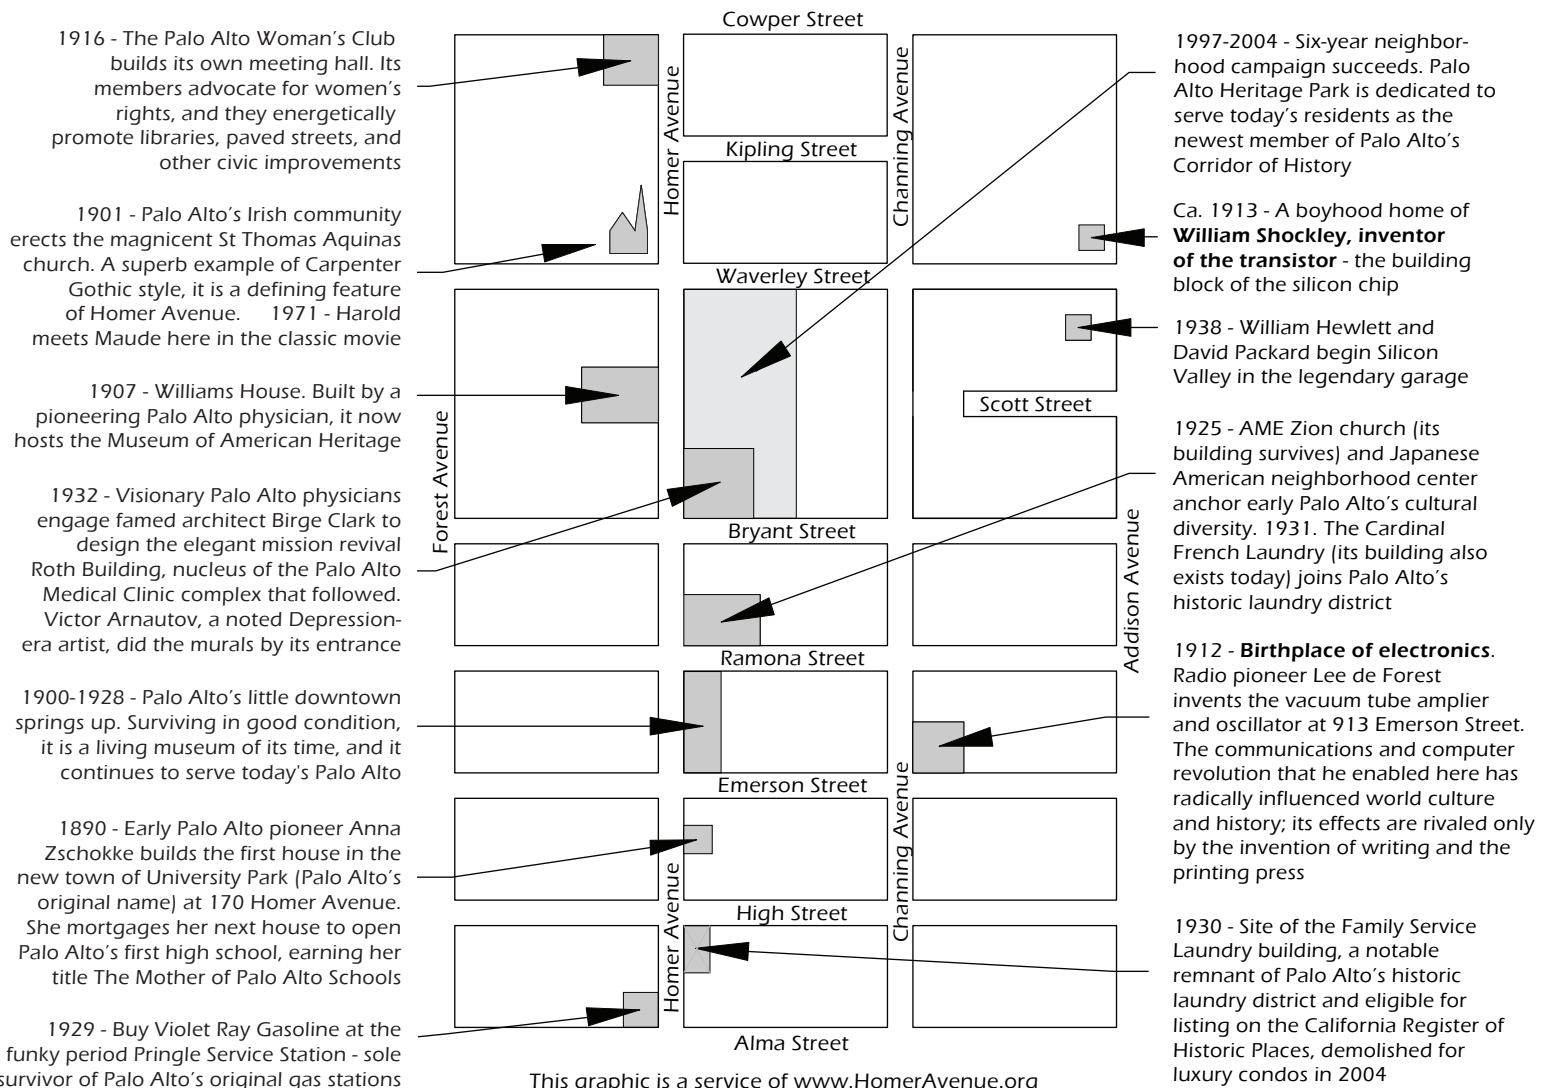 1916 - The Palo Alto Woman's Club
builds its own meeting hall. Its
members advocate for women's
rights, and they energetically
promote libraries, paved streets, and
other civic improvements
1901 - Palo Alto's Irish community
erects the magnicent St Thomas Aquinas
church. A superb example of Carpenter
Gothic style, it is a defining feature
of Homer Avenue. 1971 - Harold
meets Maude here in the classic movie
1907 - Williams House. Built by a
pioneering Palo Alto physician, it now
hosts the Museum of American Heritage
1932 - Visionary Palo Alto physicians
engage famed architect Birge Clark to
design the elegant mission revival
Roth Building, nucleus of the Palo Alto
Medical Clinic complex that followed.
Victor Arnautov, a noted Depression-
era artist, did the murals by its entrance
1900-1928 - Palo Alto's little downtown
springs up. Surviving in good condition,
it is a living museum of its time, and it
continues to serve today's Palo Alto
1890 - Early Palo Alto pioneer Anna
Zschokke builds the first house in the
new town of University Park (Palo Alto's
original name) at 170 Homer Avenue.
She mortgages her next house to open
Palo Alto's first high school, earning her
title The Mother of Palo Alto Schools
1929 - Buy Violet Ray Gasoline at the
funky period Pringle Service Station - sole
survivor of Palo Alto's original gas stations
Cowper Street
Kipling Street
Waverley Street
Scott Street
Bryant Street
Ramona Street
Emerson Street
High Street
Alma Street
Forest Avenue
Homer Avenue
Homer Avenue
Channing Avenue
Channing Avenue
Addison Avenue
This graphic is a service of www.HomerAvenue.org
1997-2004 - Six-year neighbor-
hood campaign succeeds. Palo
Alto Heritage Park is dedicated to
serve today's residents as the
newest member of Palo Alto's
Corridor of History
Ca. 1913 - A boyhood home of
William Shockley, inventor
of the transistor - the building
block of the silicon chip
1938 - William Hewlett and
David Packard begin Silicon
Valley in the legendary garage
1925 - AME Zion church (its
building survives) and Japanese
American neighborhood center
anchor early Palo Alto's cultural
diversity. 1931. The Cardinal
French Laundry (its building also
exists today) joins Palo Alto's
historic laundry district
1912 - Birthplace of electronics.
Radio pioneer Lee de Forest
invents the vacuum tube amplier
and oscillator at 913 Emerson Street.
The communications and computer
revolution that he enabled here has
radically influenced world culture
and history; its effects are rivaled only
by the invention of writing and the
printing press
1930 - Site of the Family Service
Laundry building, a notable
remnant of Palo Alto's historic
laundry district and eligible for
listing on the California Register of
Historic Places, demolished for
luxury condos in 2004